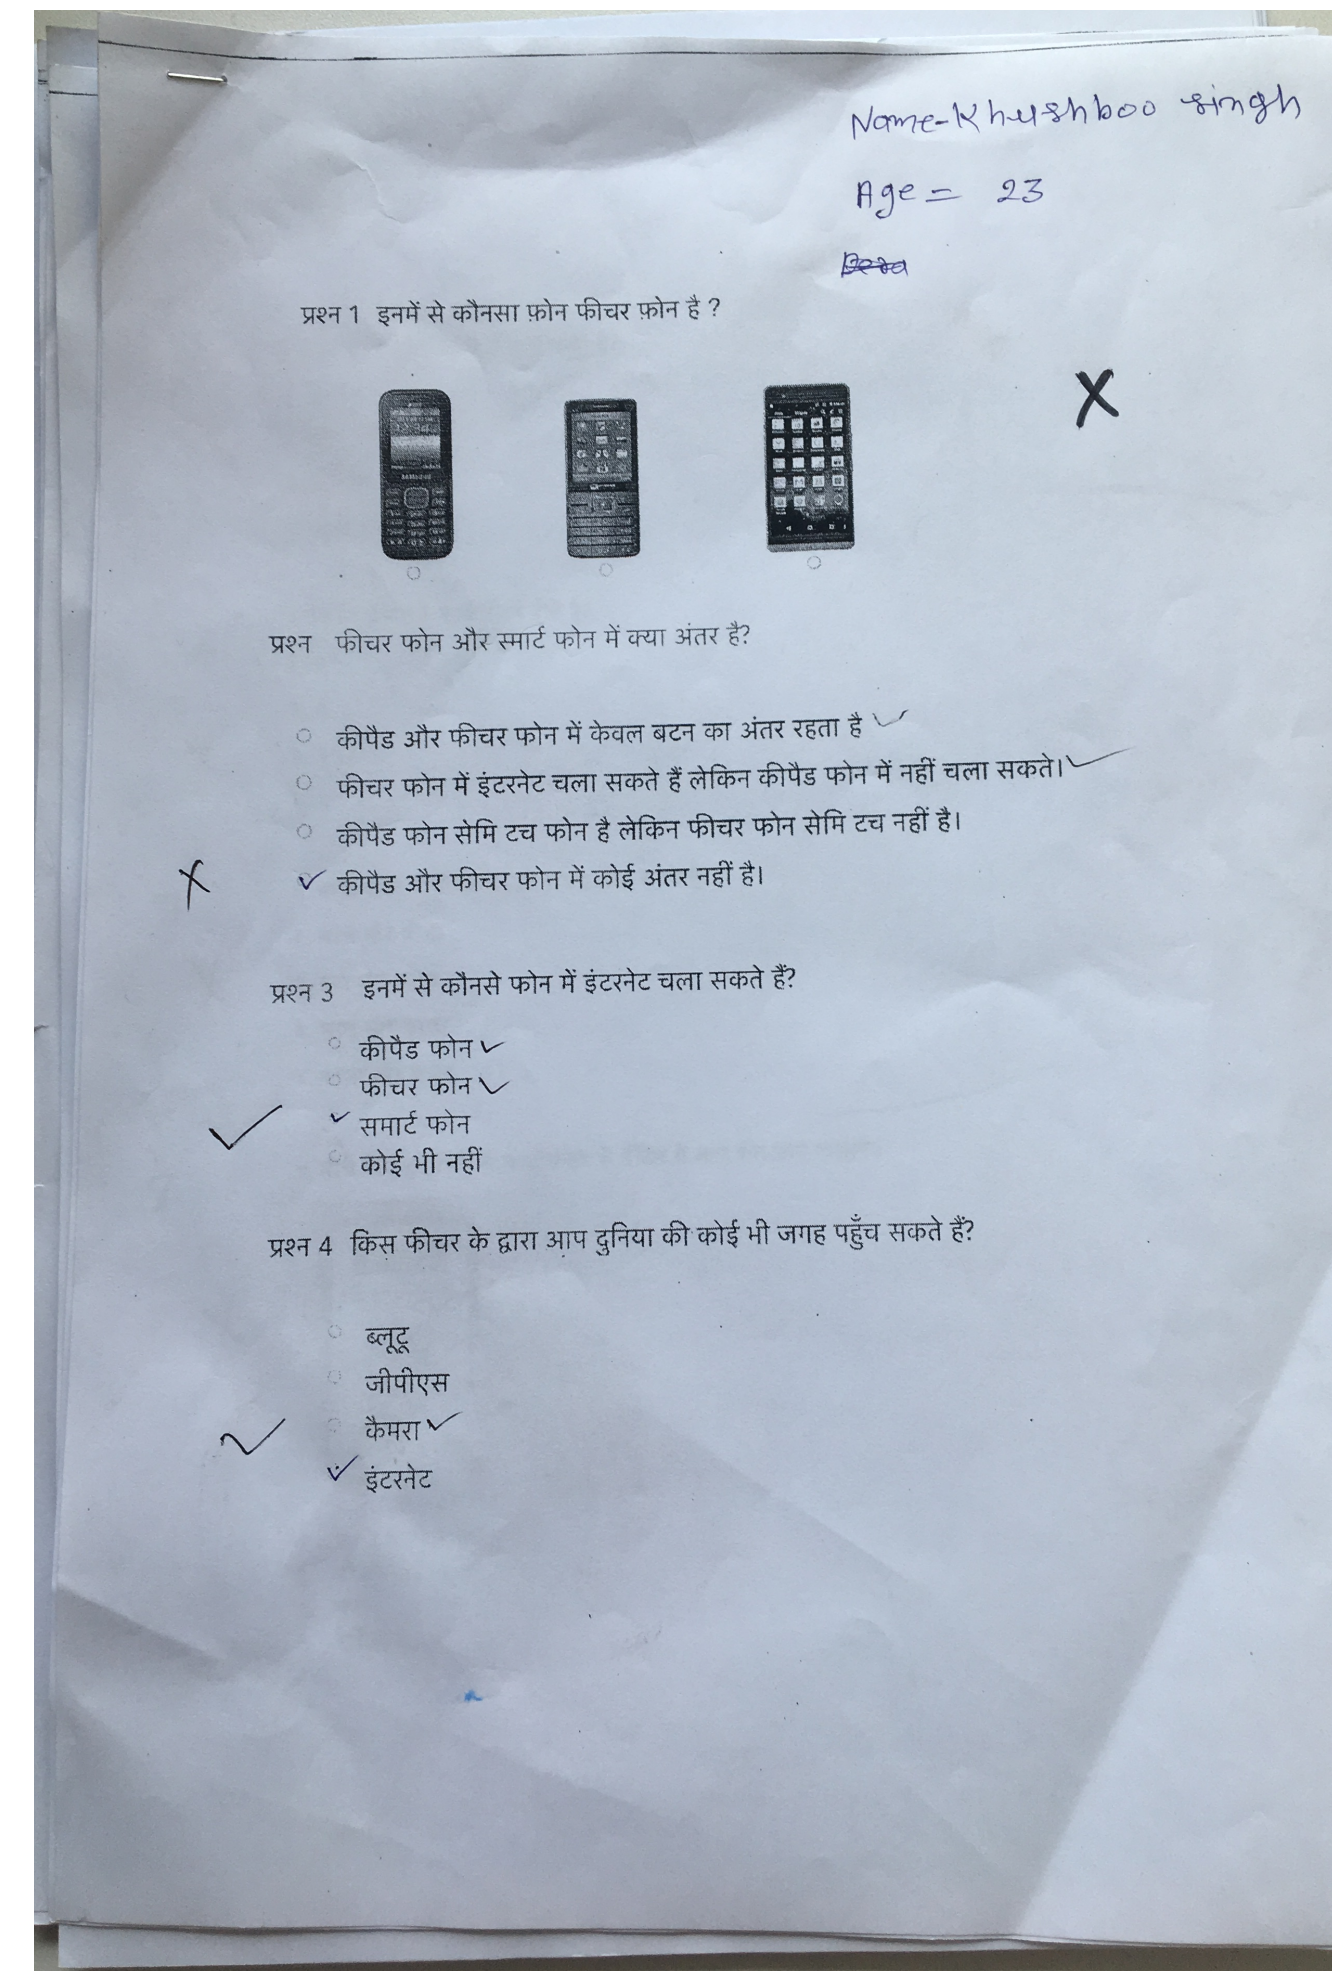 Name-Khushboo singh
Age = 23
प्रश्न 1 इनमें से कौनसा फ़ोन फीचर फ़ोन है ?
प्रश्न फीचर फोन और स्मार्ट फोन में क्या अंतर है?
कीपैड और फीचर फोन में केवल बटन का अंतर रहता है
फीचर फोन में इंटरनेट चला सकते हैं लेकिन कीपैड फोन में नहीं चला सकते।
कीपैड फोन सेमि टच फोन है लेकिन फीचर फोन सेमि टच नहीं है।
कीपैड और फीचर फोन में कोई अंतर नहीं है।
प्रश्न 3 इनमें से कौनसे फोन में इंटरनेट चला सकते हैं?
कीपैड फोन
फीचर फोन
समार्ट फोन
कोई भी नहीं
प्रश्न 4 किस फीचर के द्वारा आप दुनिया की कोई भी जगह पहुँच सकते हैं?
ब्लूटू
जीपीएस
कैमरा
इंटरनेट